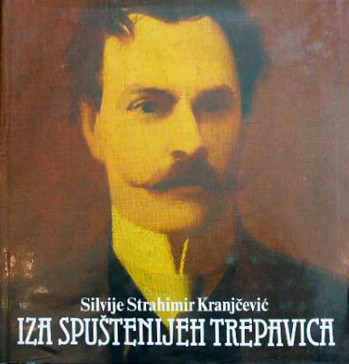 Silvije Strahimir Kranjčević
IZA SPUŠTENIJEH TREPAVICA